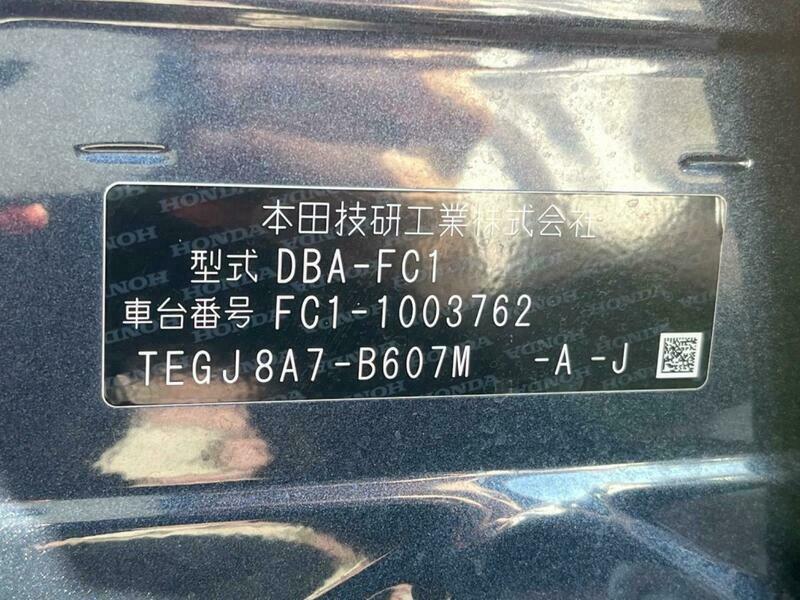 本田技研工業株式会社
型式 DBA-FC1
車台番号 FC1-1003762
TEGJ8A7-B607M -A -J